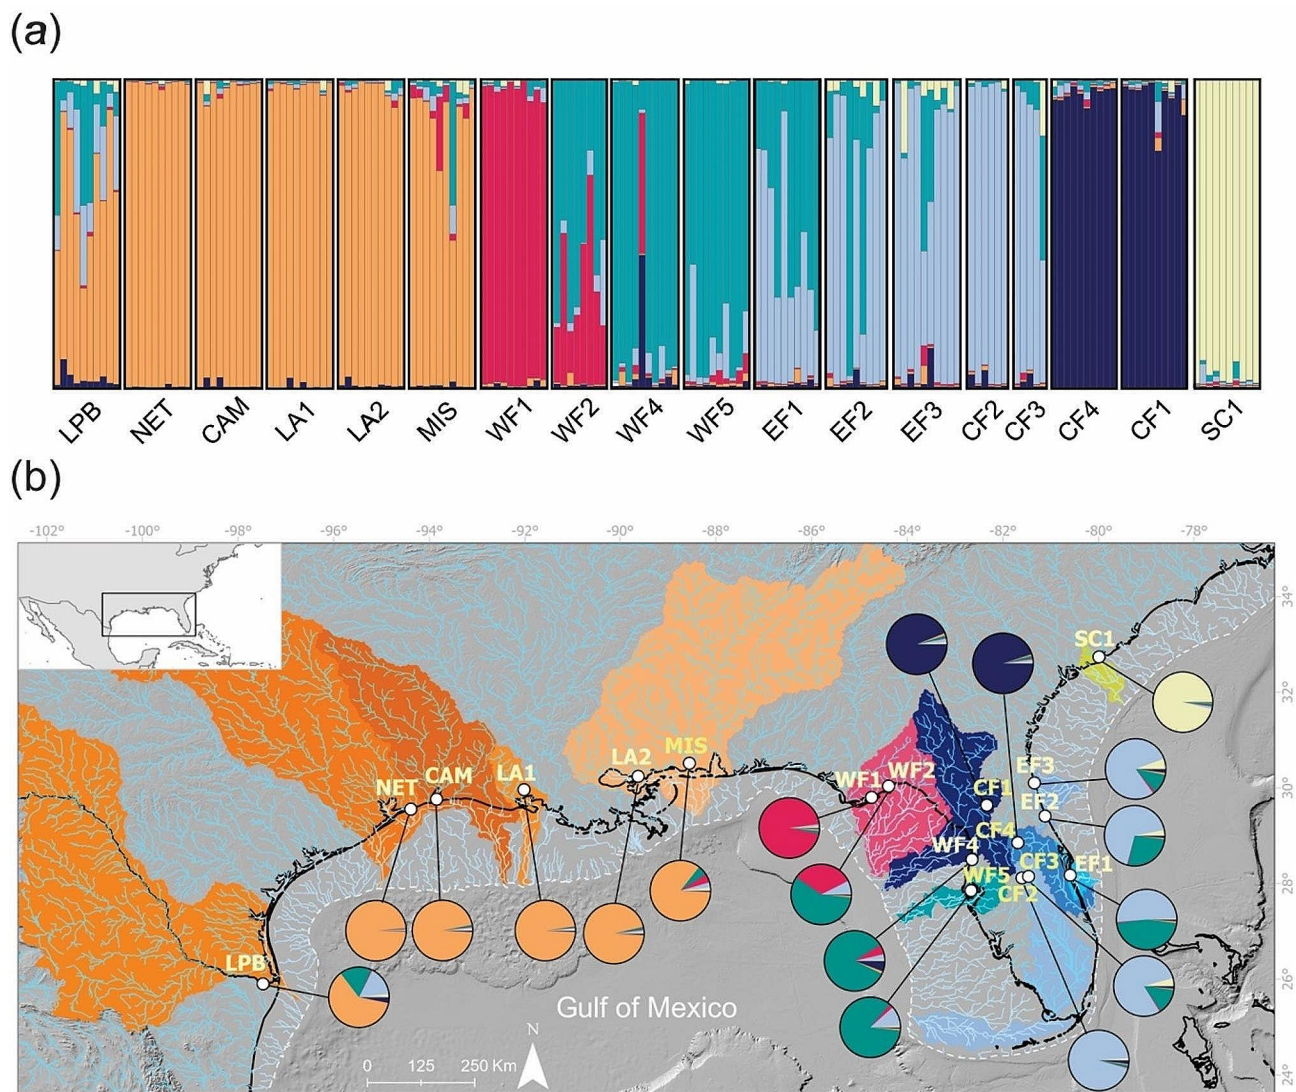 (a)
LPB NET CAM LA1 LA2 MIS WF1 WF2 WF4 WF5 EF1 EF2 EF3 CF2 CF3 CF4 CF1 SC1
(b)
-102° -100° -98° -96° -94° -92° -90° -88° -86° -84° -82° -80° -78°
34°
SC1
32°
LA2 MIS
EF3
NET CAM LA1
WF1 WF2
CF1
30°
EF2
CF4
WF4
CF3 EF1
WF5
28°
CF2
LPB
26°
Gulf of Mexico
N
0 125 250 Km
24°